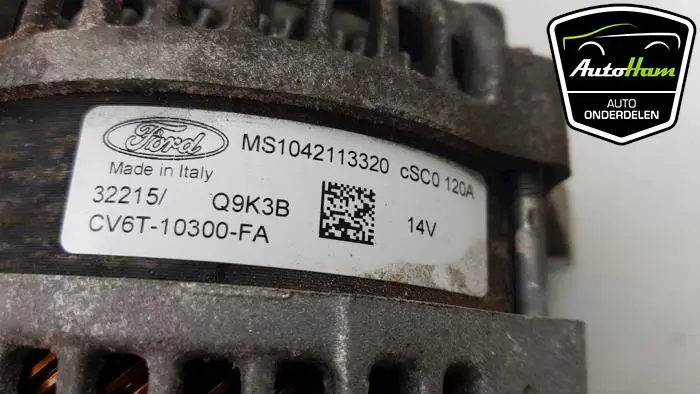 Ford
MS1042113320 cSC0 120A
Made in Italy
32215/ Q9K3B
14V
CV6T-10300-FA
AutoHam
AUTO
ONDERDELEN